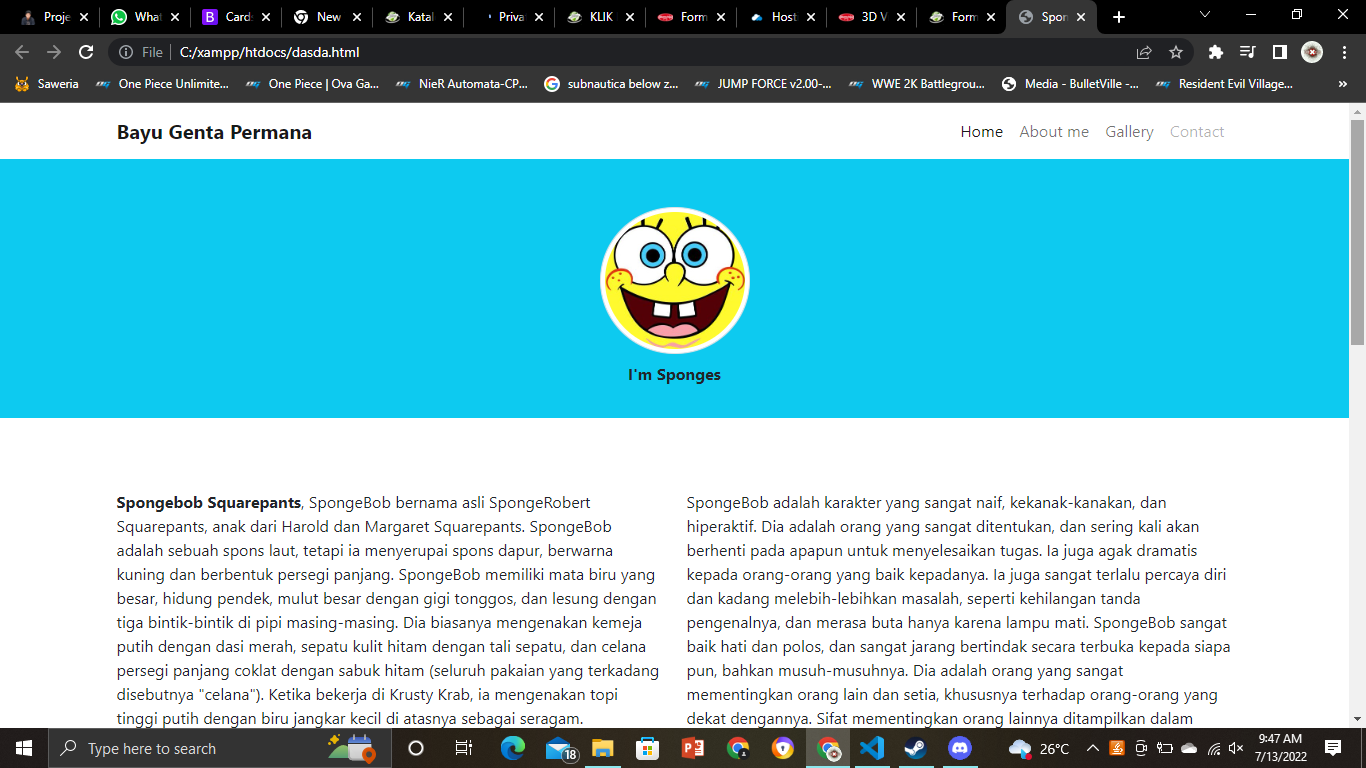 Proje
What
Card
New
Katal
Priva
KLIK
Form
Host
3D V
Form
Spon
File
C:/xampp/htdocs/dasda.html
Saweria
One Piece Unlimite...
One Piece | Ova Ga...
NieR Automata-CP...
subnautica below z...
JUMP FORCE v2.00-...
WWE 2K Battlegrou...
Media - BulletVille -...
Resident Evil Village...
»
Bayu Genta Permana
Home About me Gallery Contact
I'm Sponges
Spongebob Squarepants, SpongeBob bernama asli SpongeRobert
Squarepants, anak dari Harold dan Margaret Squarepants. SpongeBob
adalah sebuah spons laut, tetapi ia menyerupai spons dapur, berwarna
kuning dan berbentuk persegi panjang. SpongeBob memiliki mata biru yang
besar, hidung pendek, mulut besar dengan gigi tonggos, dan lesung dengan
tiga bintik-bintik di pipi masing-masing. Dia biasanya mengenakan kemeja
putih dengan dasi merah, sepatu kulit hitam dengan tali sepatu, dan celana
persegi panjang coklat dengan sabuk hitam (seluruh pakaian yang terkadang
disebutnya "celana"). Ketika bekerja di Krusty Krab, ia mengenakan topi
tinggi putih dengan biru jangkar kecil di atasnya sebagai seragam.
SpongeBob adalah karakter yang sangat naif, kekanak-kanakan, dan
hiperaktif. Dia adalah orang yang sangat ditentukan, dan sering kali akan
berhenti pada apapun untuk menyelesaikan tugas. Ia juga agak dramatis
kepada orang-orang yang baik kepadanya. Ia juga sangat terlalu percaya diri
dan kadang melebih-lebihkan masalah, seperti kehilangan tanda
pengenalnya, dan merasa buta hanya karena lampu mati. SpongeBob sangat
baik hati dan polos, dan sangat jarang bertindak secara terbuka kepada siapa
pun, bahkan musuh-musuhnya. Dia adalah orang yang sangat
mementingkan orang lain dan setia, khususnya terhadap orang-orang yang
dekat dengannya. Sifat mementingkan orang lainnya ditampilkan dalam
Type here to search
18
26°C
9:47 AM
7/13/2022